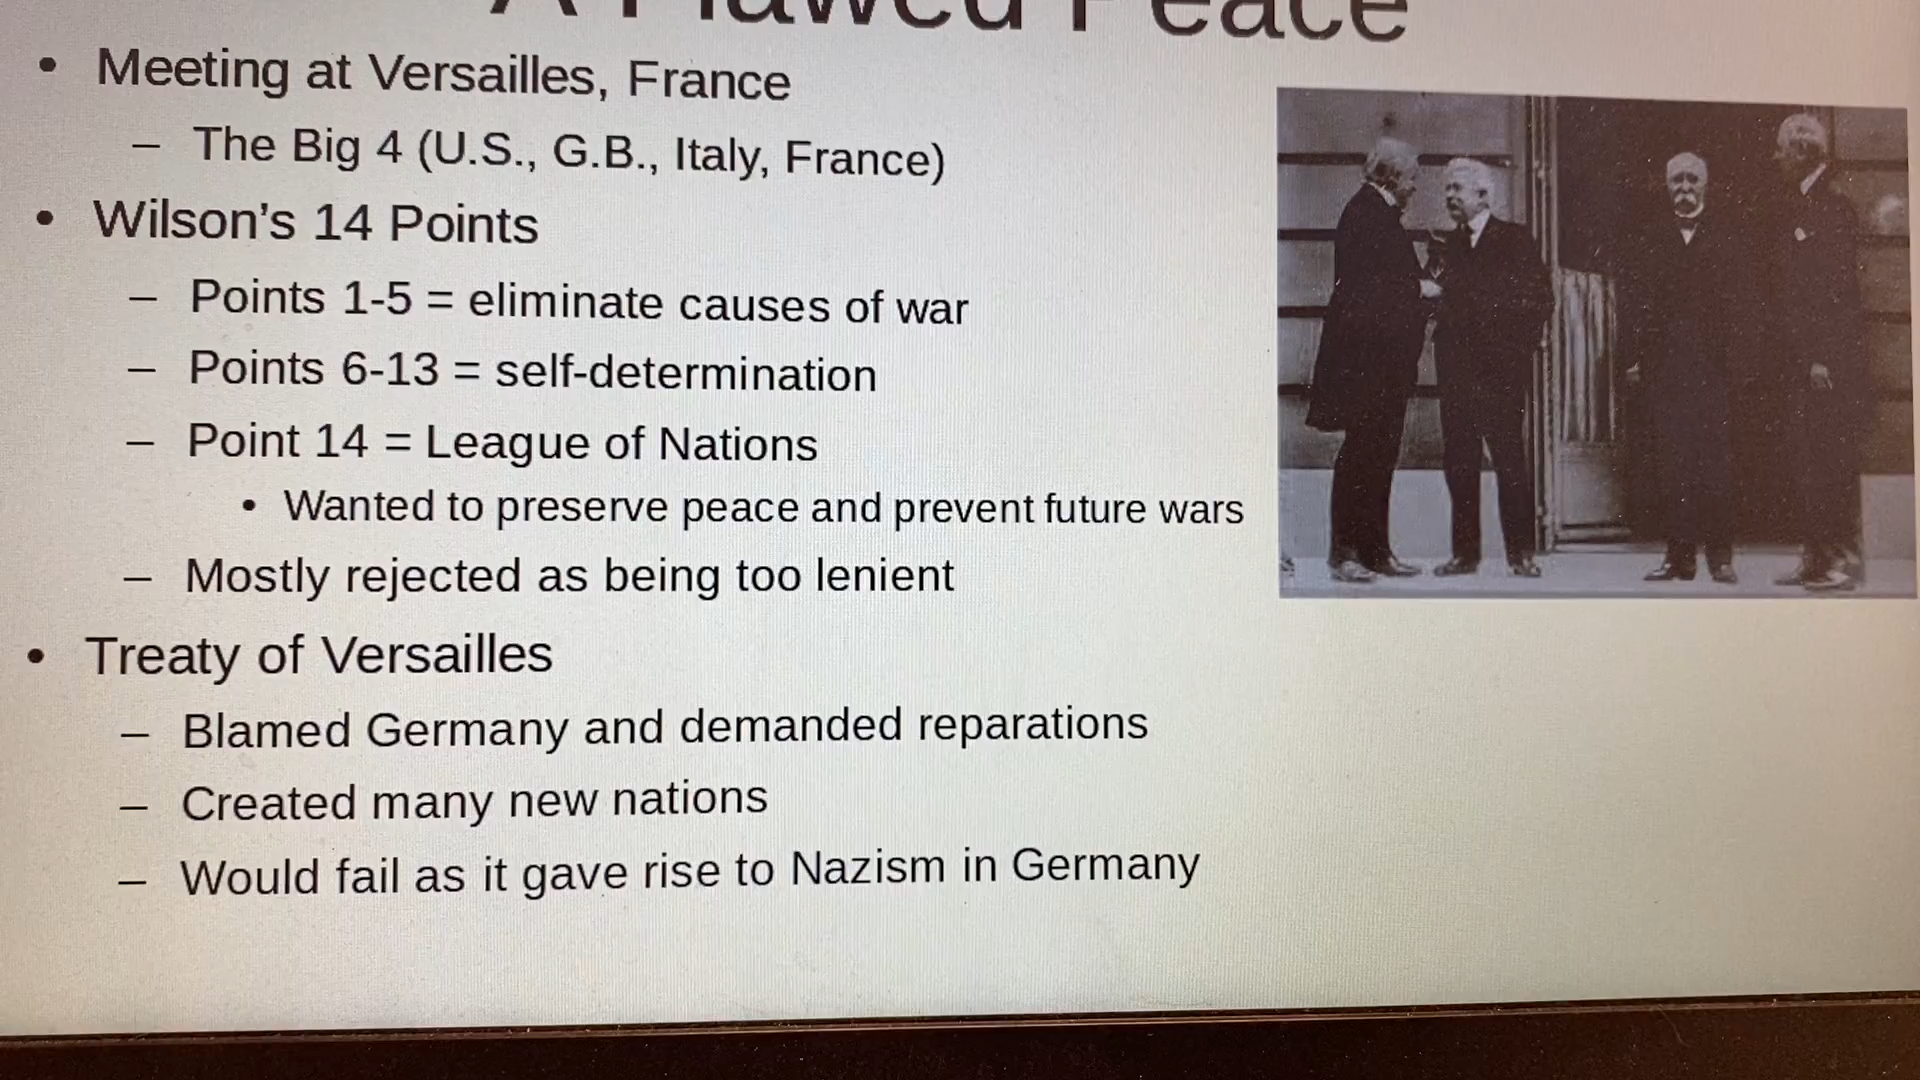 A Flawed Peace
• Meeting at Versailles, France
– The Big 4 (U.S., G.B., Italy, France)
• Wilson's 14 Points
– Points 1-5 = eliminate causes of war
– Points 6-13 = self-determination
– Point 14 = League of Nations
• Wanted to preserve peace and prevent future wars
– Mostly rejected as being too lenient
• Treaty of Versailles
– Blamed Germany and demanded reparations
– Created many new nations
– Would fail as it gave rise to Nazism in Germany